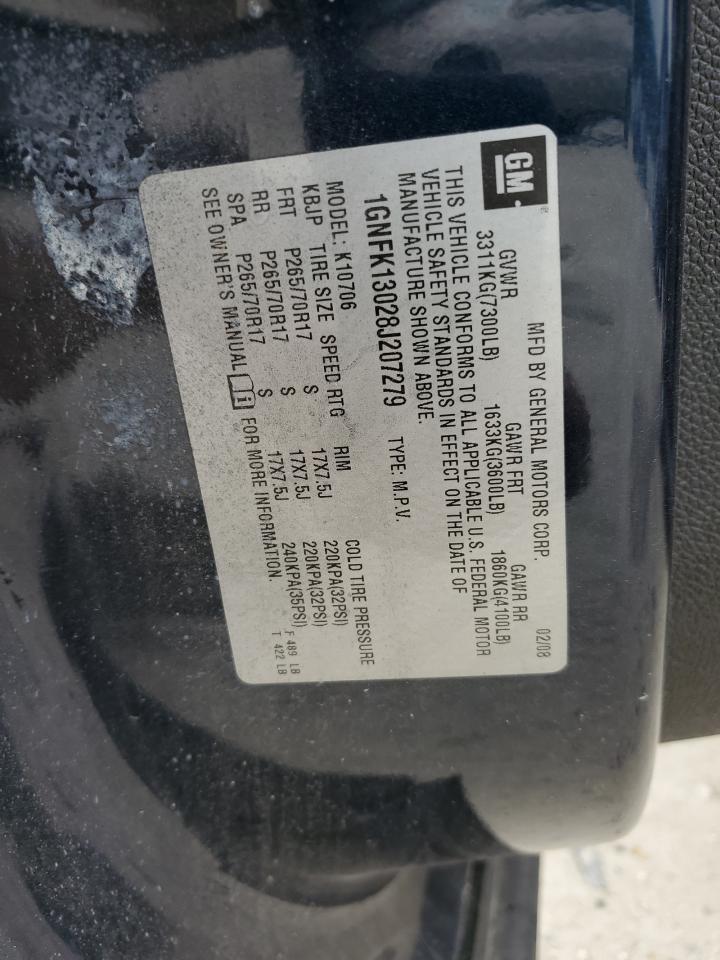 GM ®
MFD BY GENERAL MOTORS CORP. 02/08
GVWR GAWR FRT GAWR RR
3311KG(7300LB) 1633KG(3600LB) 1860KG(4100LB)
THIS VEHICLE CONFORMS TO ALL APPLICABLE U.S. FEDERAL MOTOR
VEHICLE SAFETY STANDARDS IN EFFECT ON THE DATE OF
MANUFACTURE SHOWN ABOVE.
1GNFK13028J207279 TYPE: M.P.V.
MODEL: K10706
KBJP TIRE SIZE SPEED RTG RIM COLD TIRE PRESSURE
FRT P265/70R17 S 17X7.5J 220KPA(32PSI)
RR P265/70R17 S 17X7.5J 220KPA(32PSI)
SPA P265/70R17 S 17X7.5J 240KPA(35PSI)
SEE OWNER'S MANUAL i FOR MORE INFORMATION.
F 489 LB
T 422 LB